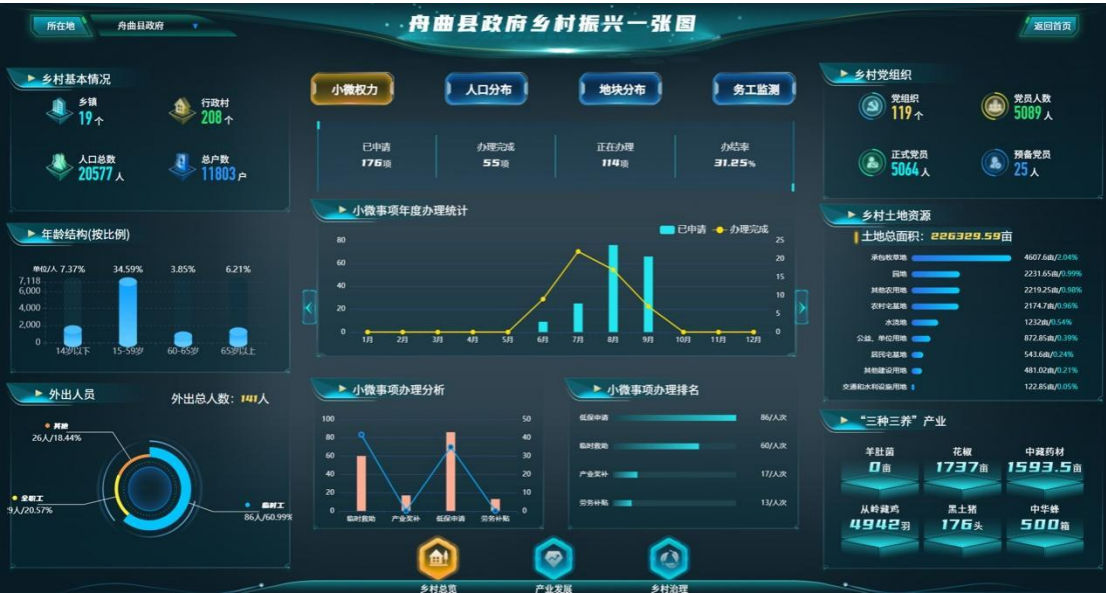 所在地 舟曲县政府
舟曲县政府乡村振兴一张图
返回首页
乡村基本情况
乡镇
19个
行政村
208个
人口总数
20577人
总户数
11803户
年龄结构(按比例)
单位/人 7.37% 34.59% 3.85% 6.21%
7,118
6,000
4,000
2,000
0
14岁以下 15-59岁 60-65岁 65岁以上
外出人员
外出总人数：141人
其他
26人/18.44%
全职工
9人/20.57%
临时工
86人/60.99%
小微权力 人口分布 地块分布 务工监测
已申请 办理完成 正在办理 办结率
176项 55项 114项 31.25%
小微事项年度办理统计
已申请 办理完成
80
60
40
20
0
25
20
15
10
5
0
1月 2月 3月 4月 5月 6月 7月 8月 9月 10月 11月 12月
小微事项办理分析
100
80
60
40
20
0
50
40
30
20
10
0
临时救助 产业奖补 低保申请 劳务补贴
小微事项办理排名
低保申请 86/人次
临时救助 60/人次
产业奖补 17/人次
劳务补贴 13/人次
乡村总览 产业发展 乡村治理
乡村党组织
党组织
119个
党员人数
5089人
正式党员
5064人
预备党员
25人
乡村土地资源
土地总面积：226329.59亩
承包牧草地 4607.6亩/2.04%
园地 2231.65亩/0.99%
其他农用地 2219.25亩/0.98%
农村宅基地 2174.7亩/0.96%
水浇地 1232亩/0.54%
公益、单位用地 872.85亩/0.39%
居民宅基地 543.6亩/0.24%
其他建设用地 481.02亩/0.21%
交通和水利设施用地 122.85亩/0.05%
“三种三养”产业
羊肚菌 花椒 中藏药材
0亩 1737亩 1593.5亩
从岭藏鸡 黑土猪 中华蜂
4942羽 176头 500箱